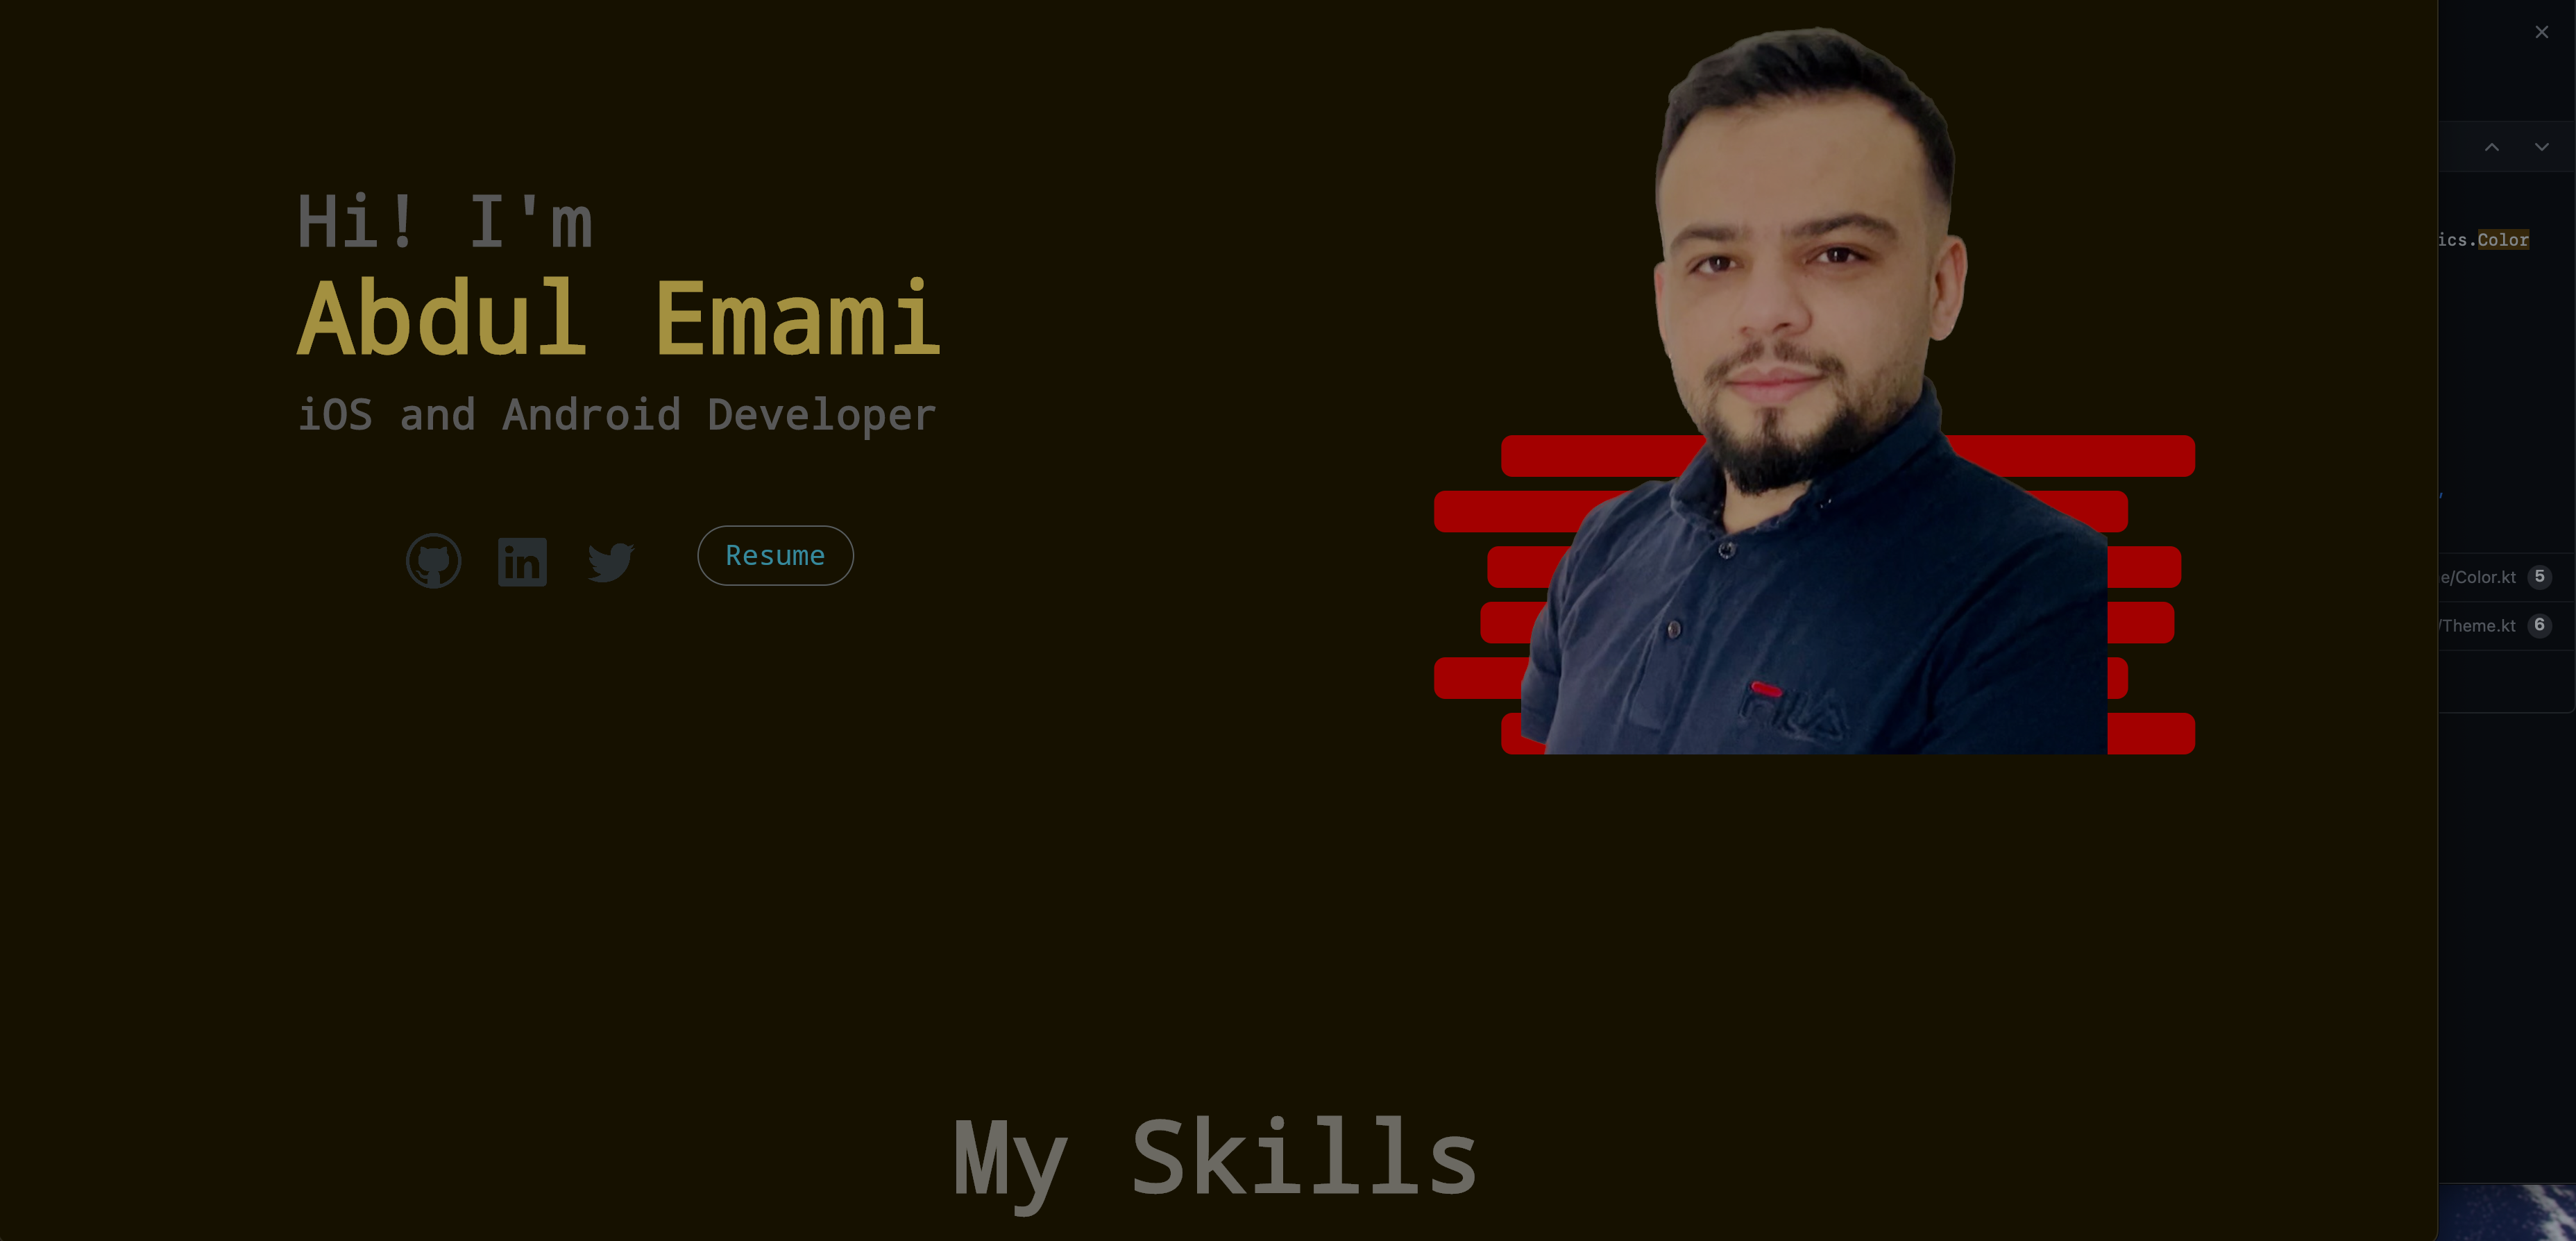 Hi! I'm
Abdul Emami
iOS and Android Developer
in
Resume
FILA
My Skills
ics.Color
e/Color.kt 5
/Theme.kt 6